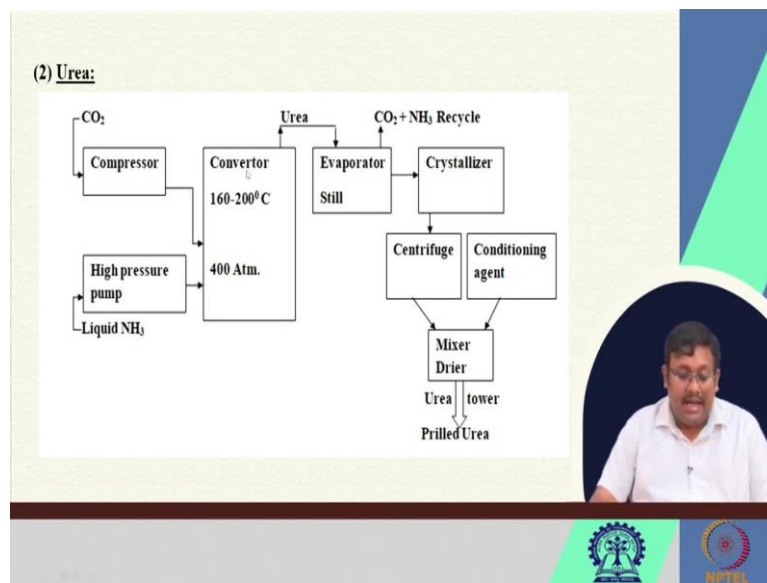 (2) Urea:
CO₂
Urea
CO₂ + NH₃ Recycle
Compressor
Convertor
160-200⁰ C
400 Atm.
Evaporator
Still
Crystallizer
High pressure
pump
Liquid NH₃
Centrifuge
Conditioning
agent
Mixer
Drier
Urea tower
Prilled Urea
NPTEL